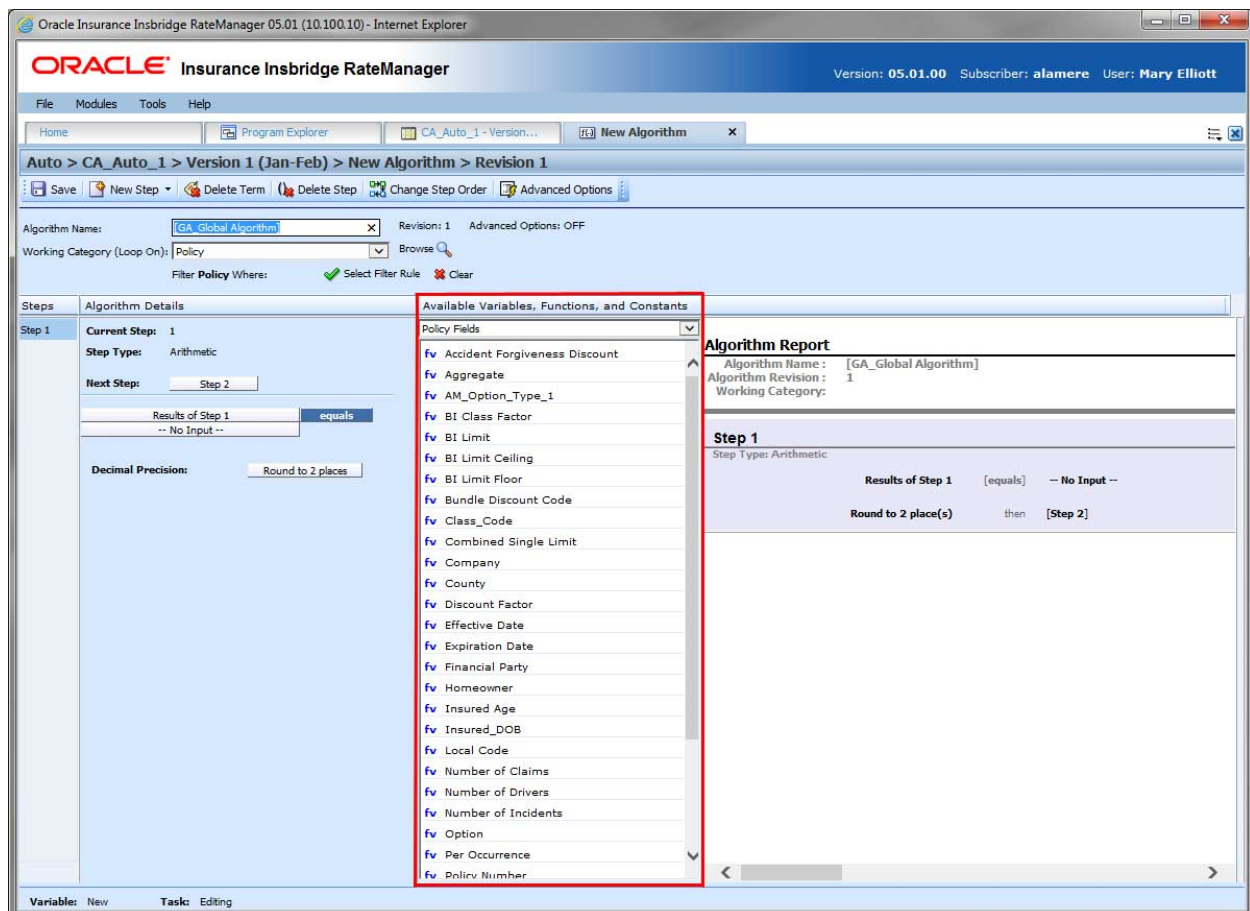 Oracle Insurance Insbridge RateManager 05.01 (10.100.10) - Internet Explorer
ORACLE Insurance Insbridge RateManager
Version: 05.01.00 Subscriber: alamere User: Mary Elliott
File Modules Tools Help
Home Program Explorer CA_Auto_1 - Version... f(x) New Algorithm X
Auto > CA_Auto_1 > Version 1 (Jan-Feb) > New Algorithm > Revision 1
Save New Step Delete Term Delete Step Change Step Order Advanced Options
Algorithm Name: [GA_Global Algorithm] X Revision: 1 Advanced Options: OFF
Working Category (Loop On): Policy Browse
Filter Policy Where: Select Filter Rule Clear
Steps Algorithm Details Available Variables, Functions, and Constants
Step 1
Current Step: 1
Step Type: Arithmetic
Next Step: Step 2
Results of Step 1 equals
-- No Input --
Decimal Precision: Round to 2 places
Policy Fields
fv Accident Forgiveness Discount
fv Aggregate
fv AM_Option_Type_1
fv BI Class Factor
fv BI Limit
fv BI Limit Ceiling
fv BI Limit Floor
fv Bundle Discount Code
fv Class_Code
fv Combined Single Limit
fv Company
fv County
fv Discount Factor
fv Effective Date
fv Expiration Date
fv Financial Party
fv Homeowner
fv Insured Age
fv Insured_DOB
fv Local Code
fv Number of Claims
fv Number of Drivers
fv Number of Incidents
fv Option
fv Per Occurrence
fv Policy Number
Algorithm Report
Algorithm Name : [GA_Global Algorithm]
Algorithm Revision : 1
Working Category:
Step 1
Step Type: Arithmetic
Results of Step 1 [equals] -- No Input --
Round to 2 place(s) then [Step 2]
Variable: New Task: Editing